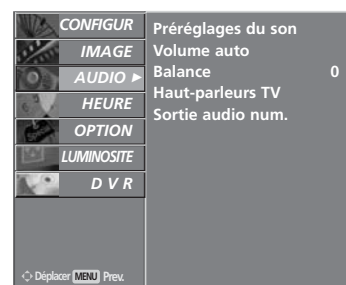 CONFIGUR
IMAGE
AUDIO ►
HEURE
OPTION
LUMINOSITE
D V R
Préréglages du son
Volume auto
Balance 0
Haut-parleurs TV
Sortie audio num.
Déplacer MENU Prev.